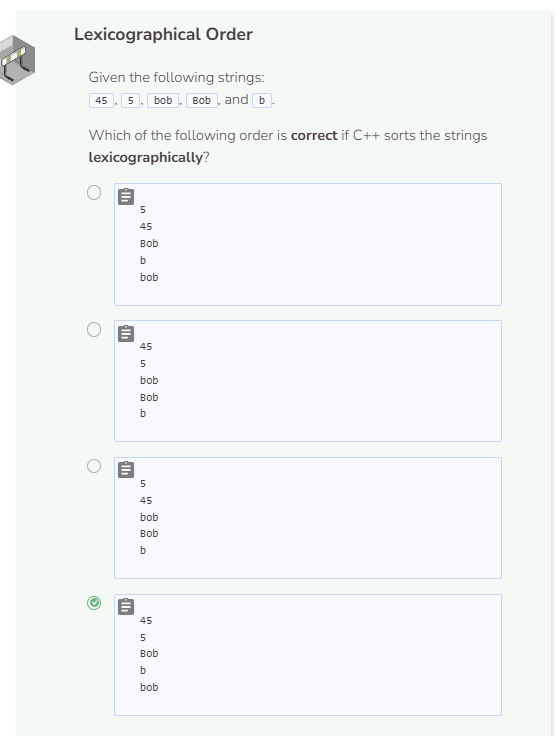 Lexicographical Order
Given the following strings:
45 , 5 , bob , Bob , and b .
Which of the following order is correct if C++ sorts the strings
lexicographically?
5
45
Bob
b
bob
45
5
bob
Bob
b
5
45
bob
Bob
b
45
5
Bob
b
bob